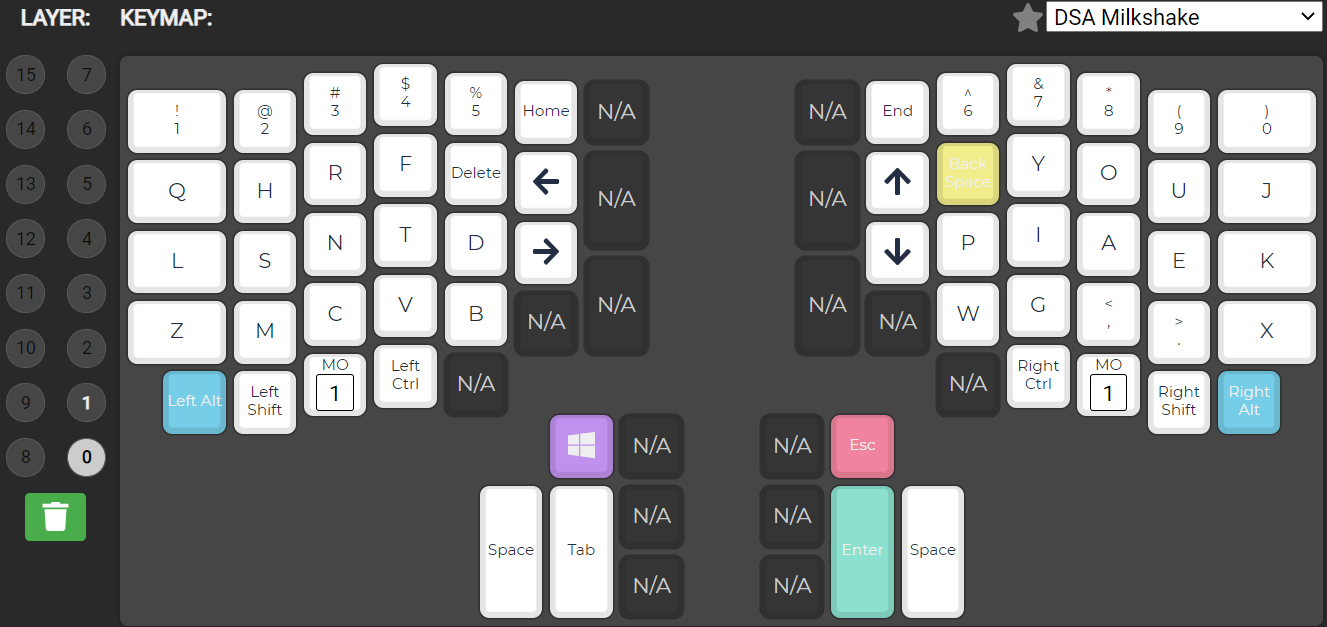 LAYER: KEYMAP: DSA Milkshake
15 7
14 6
13 5
12 4
11 3
10 2
9 1
8 0
! 1 @ 2 # 3 $ 4 % 5 Home N/A N/A End ^ 6 & 7 * 8 ( 9 ) 0
Q H R F Delete N/A N/A Back Space Y O U J
L S N T D P I A E K
Z M C V B N/A N/A N/A N/A W G < , > . X
Left Alt Left Shift MO 1 Left Ctrl N/A N/A Right Ctrl MO 1 Right Shift Right Alt
N/A N/A Esc
Space Tab N/A N/A Enter Space
N/A N/A